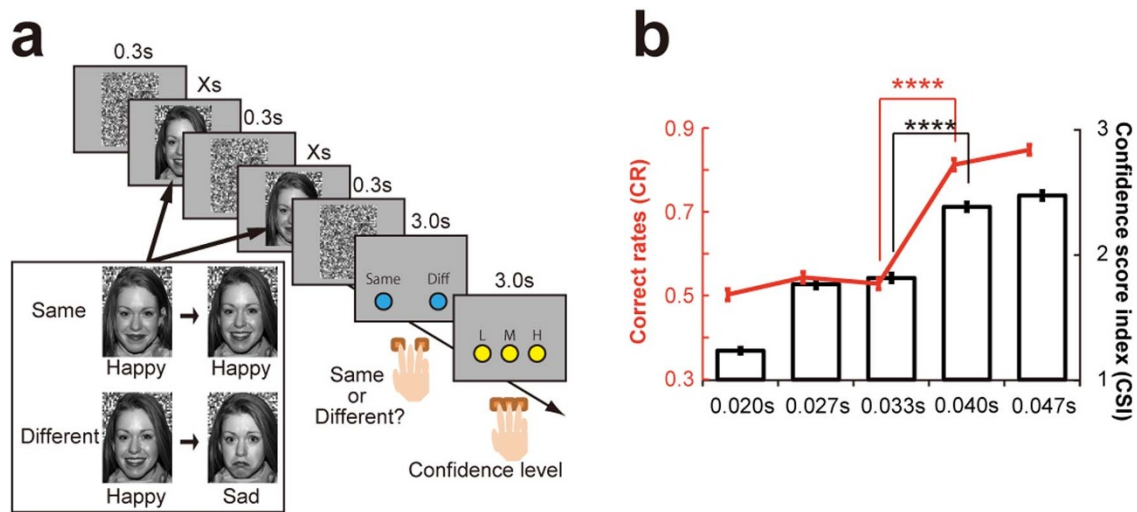 a
0.3s
Xs
0.3s
Xs
0.3s
3.0s
3.0s
Same Diff
L M H
Same
Happy Happy
Different
Happy Sad
Same
or
Different?
Confidence level
b
****
****
Correct rates (CR)
0.9
0.7
0.5
0.3
3
2
1
Confidence score index (CSI)
0.020s 0.027s 0.033s 0.040s 0.047s